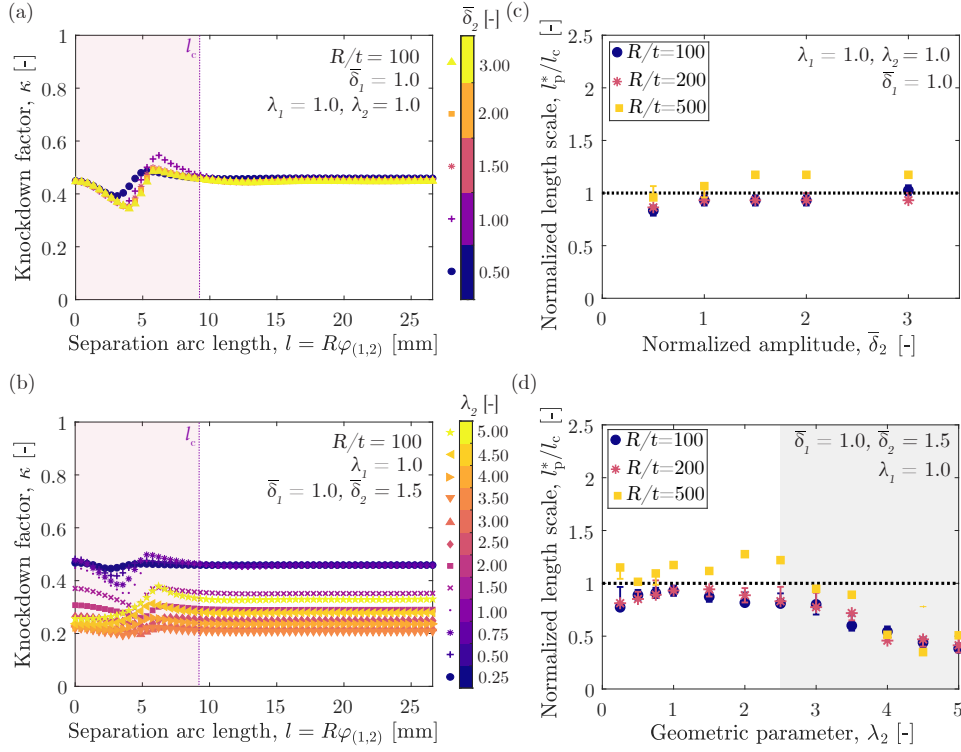 (a)
1
0.8
0.6
0.4
0.2
0
Knockdown factor, κ [-]
l_c
R/t = 100
δ̅_1 = 1.0
λ_1 = 1.0, λ_2 = 1.0
0 5 10 15 20 25
Separation arc length, l = Rφ_(1,2) [mm]
δ̅_2 [-]
3.00
2.00
1.50
1.00
0.50
(c)
2.5
2
1.5
1
0.5
0
Normalized length scale, l_p^*/l_c [-]
R/t=100
R/t=200
R/t=500
λ_1 = 1.0, λ_2 = 1.0
δ̅_1 = 1.0
0 1 2 3
Normalized amplitude, δ̅_2 [-]
(b)
1
0.8
0.6
0.4
0.2
0
Knockdown factor, κ [-]
l_c
R/t = 100
λ_1 = 1.0
δ̅_1 = 1.0, δ̅_2 = 1.5
0 5 10 15 20 25
Separation arc length, l = Rφ_(1,2) [mm]
λ_2 [-]
5.00
4.50
4.00
3.50
3.00
2.50
2.00
1.50
1.00
0.75
0.50
0.25
(d)
2.5
2
1.5
1
0.5
0
Normalized length scale, l_p^*/l_c [-]
R/t=100
R/t=200
R/t=500
δ̅_1 = 1.0, δ̅_2 = 1.5
λ_1 = 1.0
0 1 2 3 4 5
Geometric parameter, λ_2 [-]